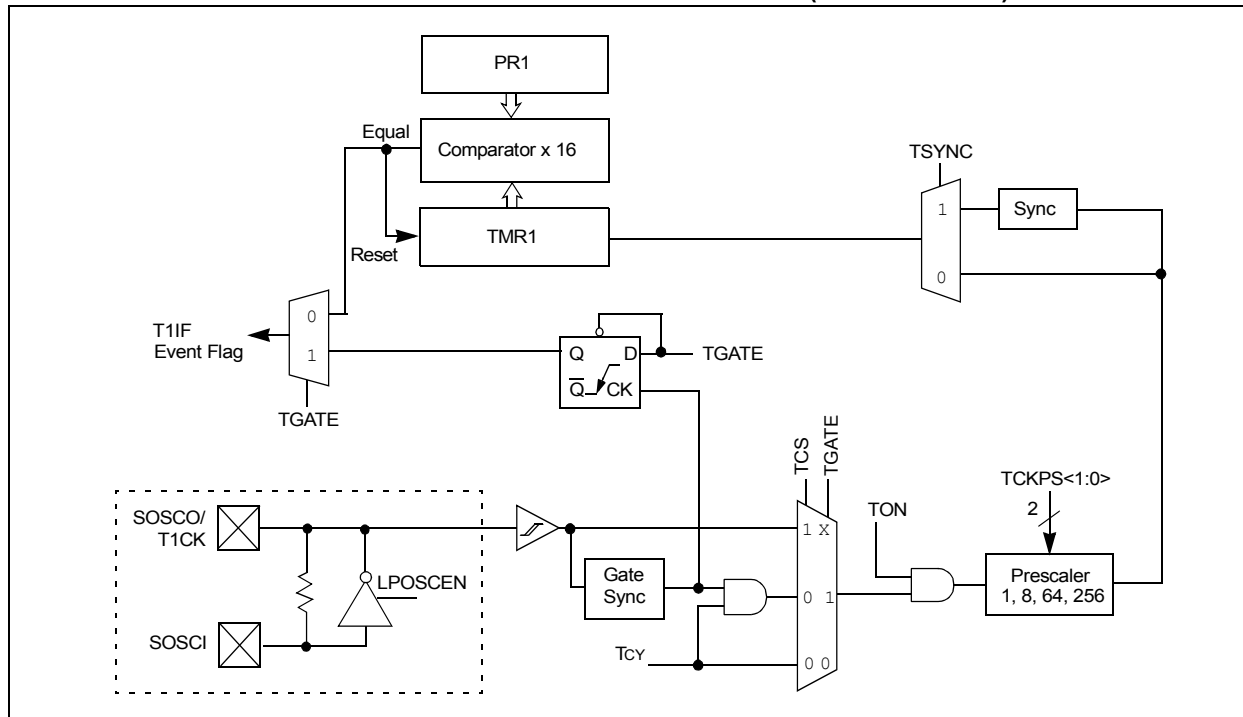 PR1
Equal
Comparator x 16
TSYNC
1
Sync
Reset
TMR1
0
T1IF
Event Flag
0
1
Q
D
TGATE
Q
CK
TGATE
TCS
TGATE
TCKPS<1:0>
2
SOSCO/
T1CK
1 X
TON
LPOSCEN
Gate
Sync
0 1
Prescaler
1, 8, 64, 256
SOSCI
TCY
0 0